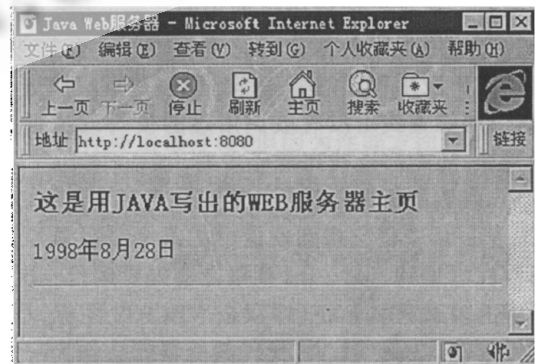 Java Web服务器 - Microsoft Internet Explorer
文件(F) 编辑(E) 查看(V) 转到(G) 个人收藏夹(A) 帮助(H)
上一页 下一页 停止 刷新 主页 搜索 收藏夹
地址 http://localhost:8080 链接
这是用JAVA写出的WEB服务器主页
1998年8月28日